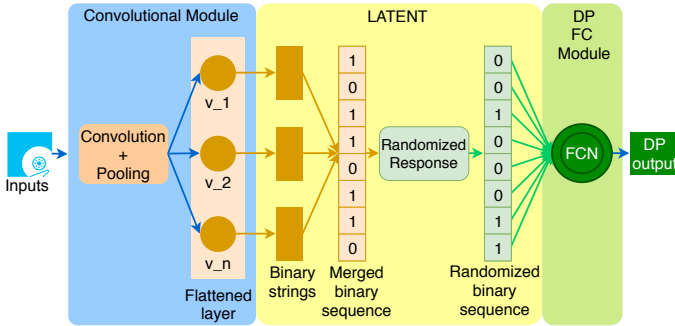 Convolutional Module
LATENT
DP
FC
Module
Inputs
Convolution
+
Pooling
v_1
v_2
v_n
Flattened
layer
Binary
strings
1
0
1
1
0
1
1
0
Merged
binary
sequence
Randomized
Response
0
0
1
0
0
0
1
1
Randomized
binary
sequence
FCN
DP
output